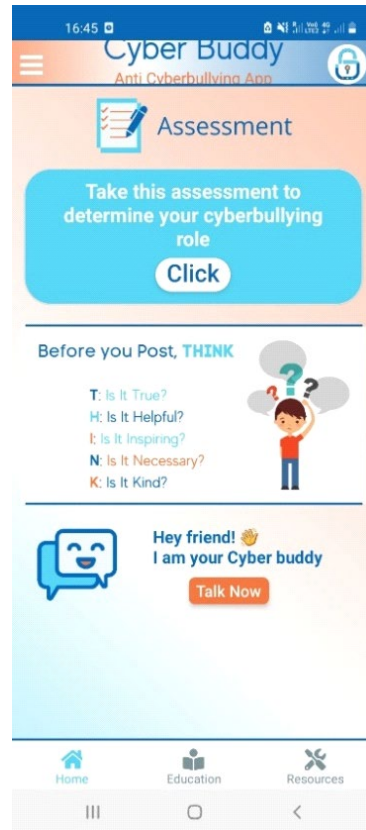 16:45
Cyber Buddy
Anti Cyberbullying App
Assessment
Take this assessment to
determine your cyberbullying
role
Click
Before you Post, THINK
T: Is It True?
H: Is It Helpful?
I: Is It Inspiring?
N: Is It Necessary?
K: Is It Kind?
Hey friend! 👋
I am your Cyber buddy
Talk Now
Home
Education
Resources